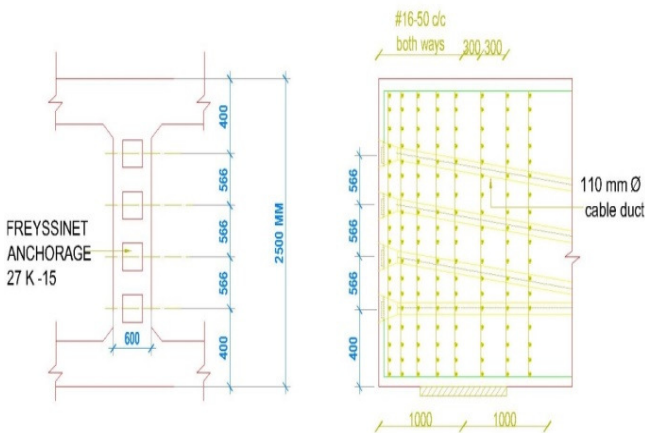 #16-50 c/c
both ways
300 300
400
566
566
566
400
2500 MM
FREYSSINET
ANCHORAGE
27 K -15
600
566
566
566
400
110 mm Ø
cable duct
1000
1000